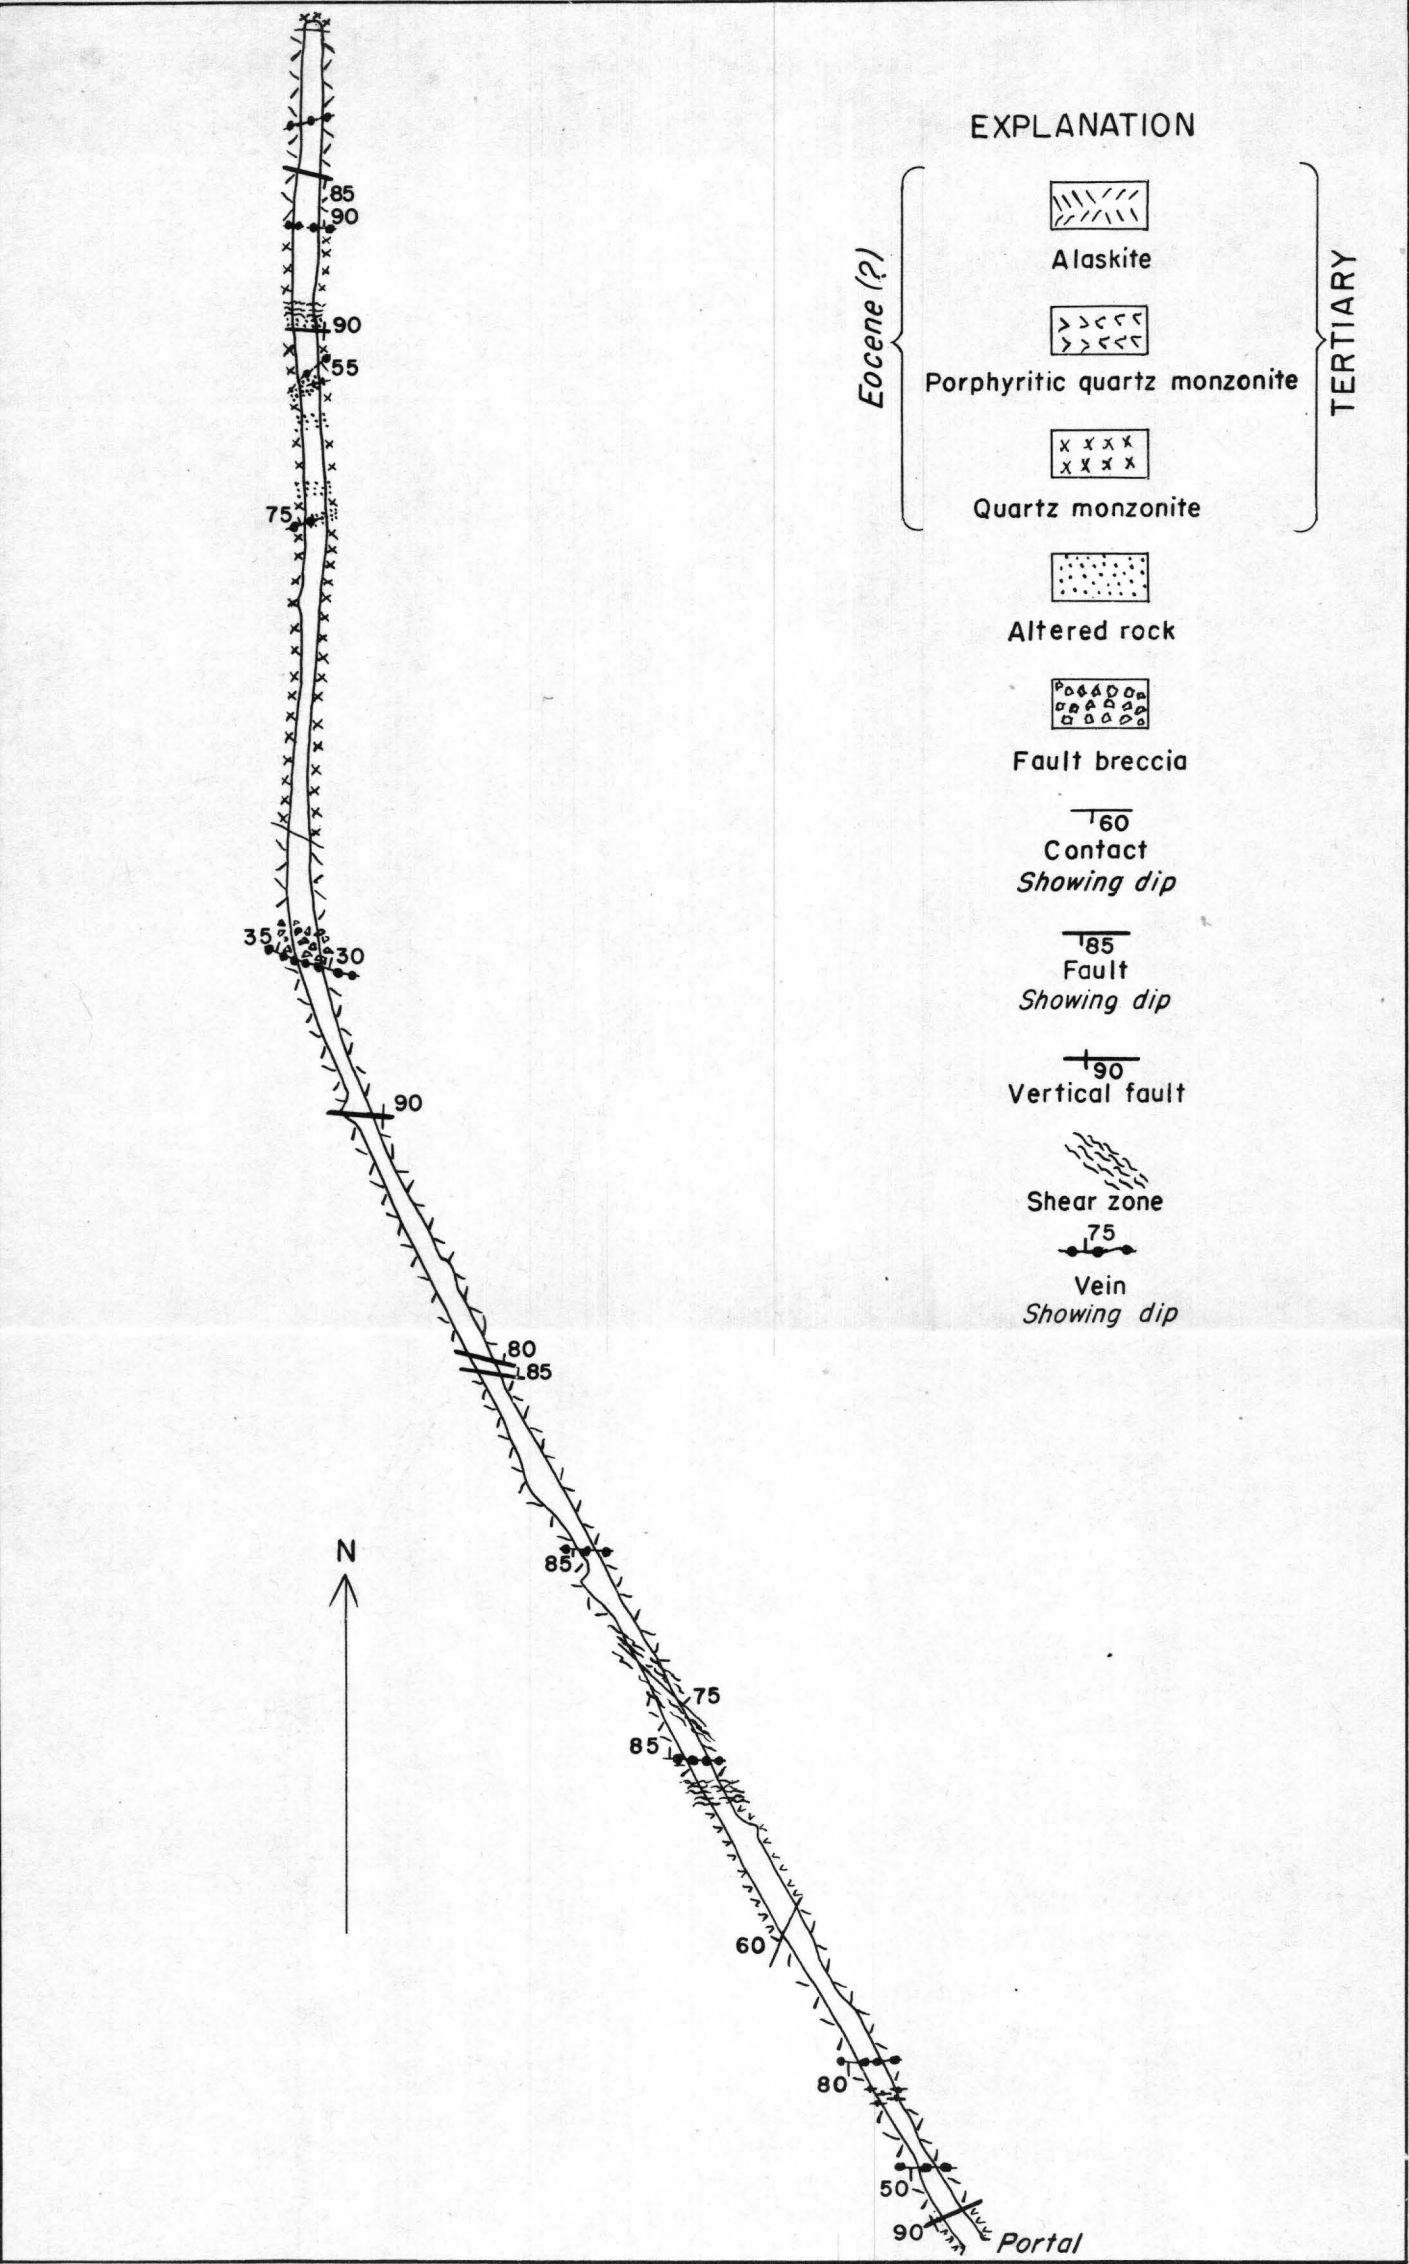 EXPLANATION
Alaskite
Porphyritic quartz monzonite
Quartz monzonite
Eocene (?)
TERTIARY
Altered rock
Fault breccia
60
Contact
Showing dip
85
Fault
Showing dip
90
Vertical fault
Shear zone
75
Vein
Showing dip
85
90
90
55
75
35
30
90
80
85
N
85
75
85
60
80
50
90
Portal